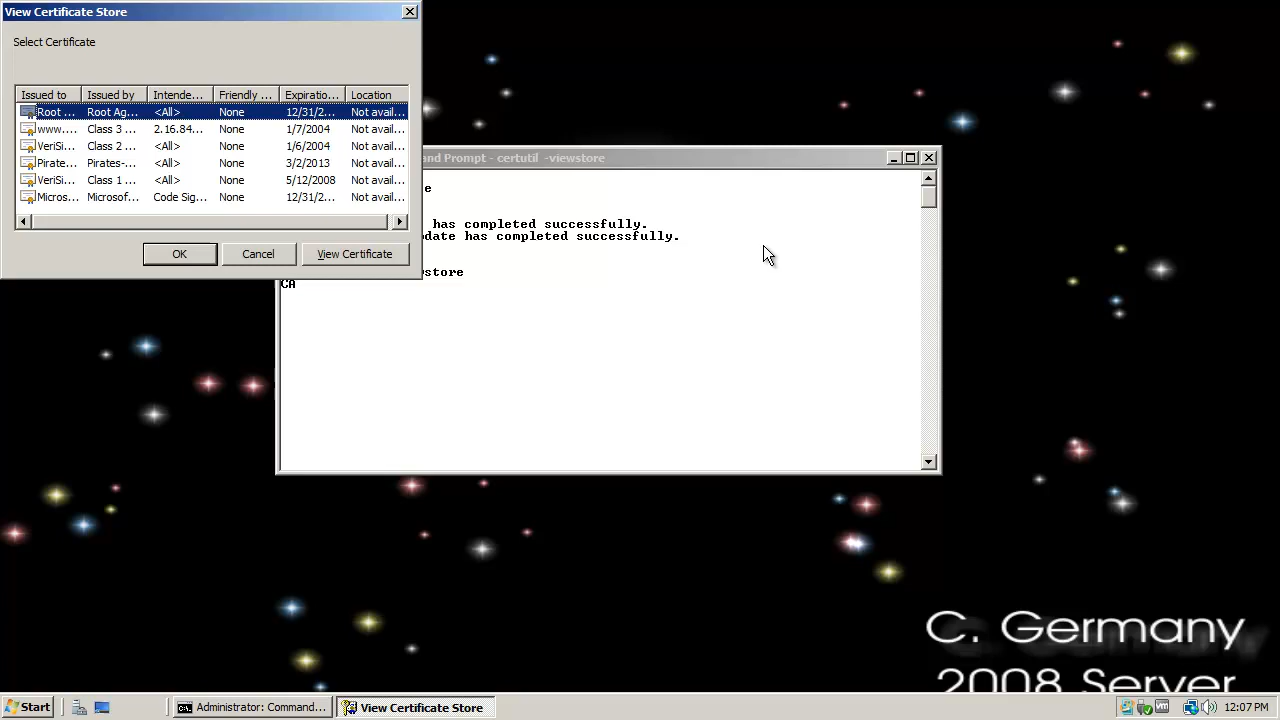 View Certificate Store
Select Certificate
Issued to Issued by Intende... Friendly ... Expiratio... Location
Root ... Root Ag... <All> None 12/31/2... Not avail...
www.... Class 3 ... 2.16.84... None 1/7/2004 Not avail...
VeriSi... Class 2 ... <All> None 1/6/2004 Not avail...
Pirate... Pirates-... <All> None 3/2/2013 Not avail...
VeriSi... Class 1 ... <All> None 5/12/2008 Not avail...
Micros... Microsof... Code Sig... None 12/31/2... Not avail...
OK Cancel View Certificate
and Prompt - certutil -viewstore
e
has completed successfully.
pdate has completed successfully.
wstore
CA
C. Germany
2008 Server
Start Administrator: Command... View Certificate Store 12:07 PM